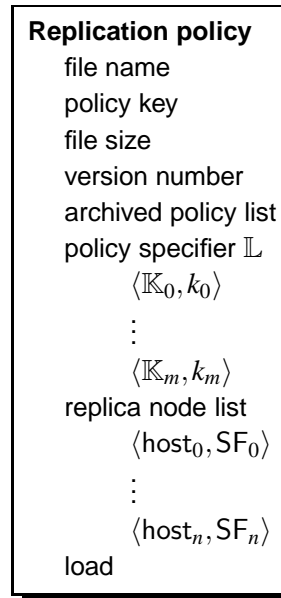 Replication policy
file name
policy key
file size
version number
archived policy list
policy specifier 𝕃
⟨𝕂₀, k₀⟩
⋮
⟨𝕂ₘ, kₘ⟩
replica node list
⟨host₀, SF₀⟩
⋮
⟨hostₙ, SFₙ⟩
load